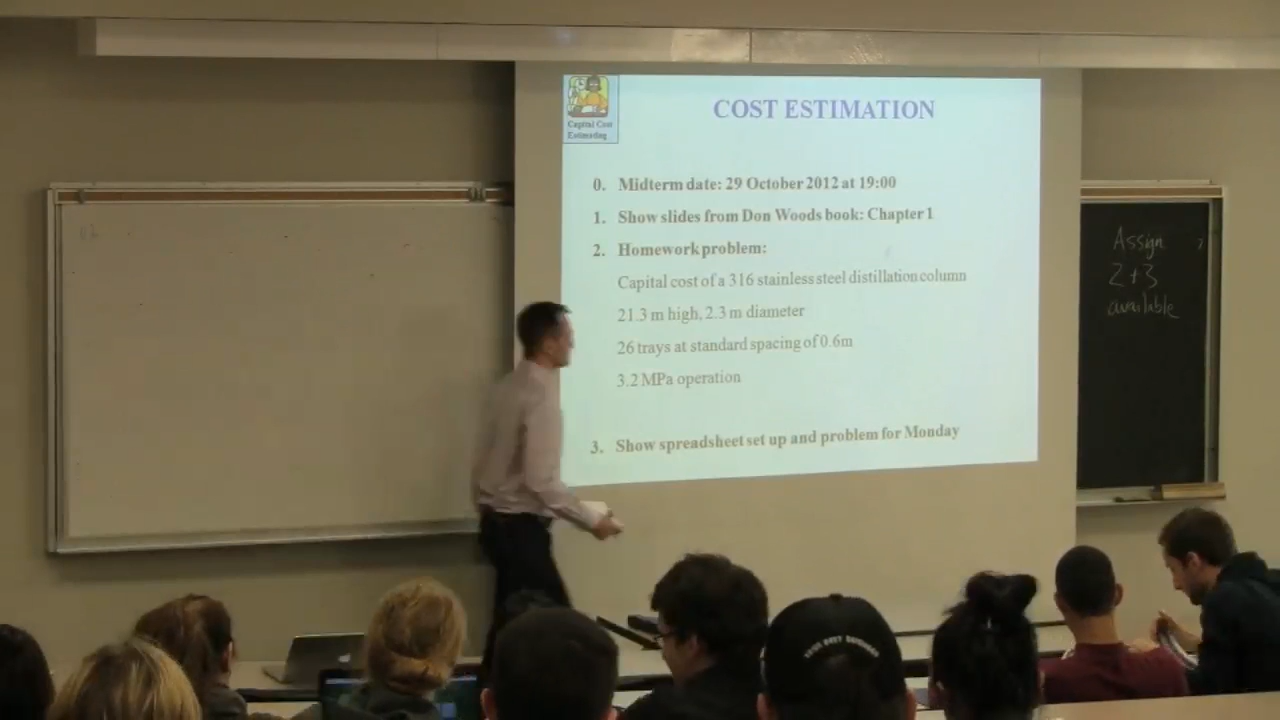 Capital Cost
Estimating
COST ESTIMATION
0. Midterm date: 29 October 2012 at 19:00
1. Show slides from Don Woods book: Chapter 1
2. Homework problem:
Capital cost of a 316 stainless steel distillation column
21.3 m high, 2.3 m diameter
26 trays at standard spacing of 0.6m
3.2 MPa operation
3. Show spreadsheet set up and problem for Monday
Assign
2+3
available